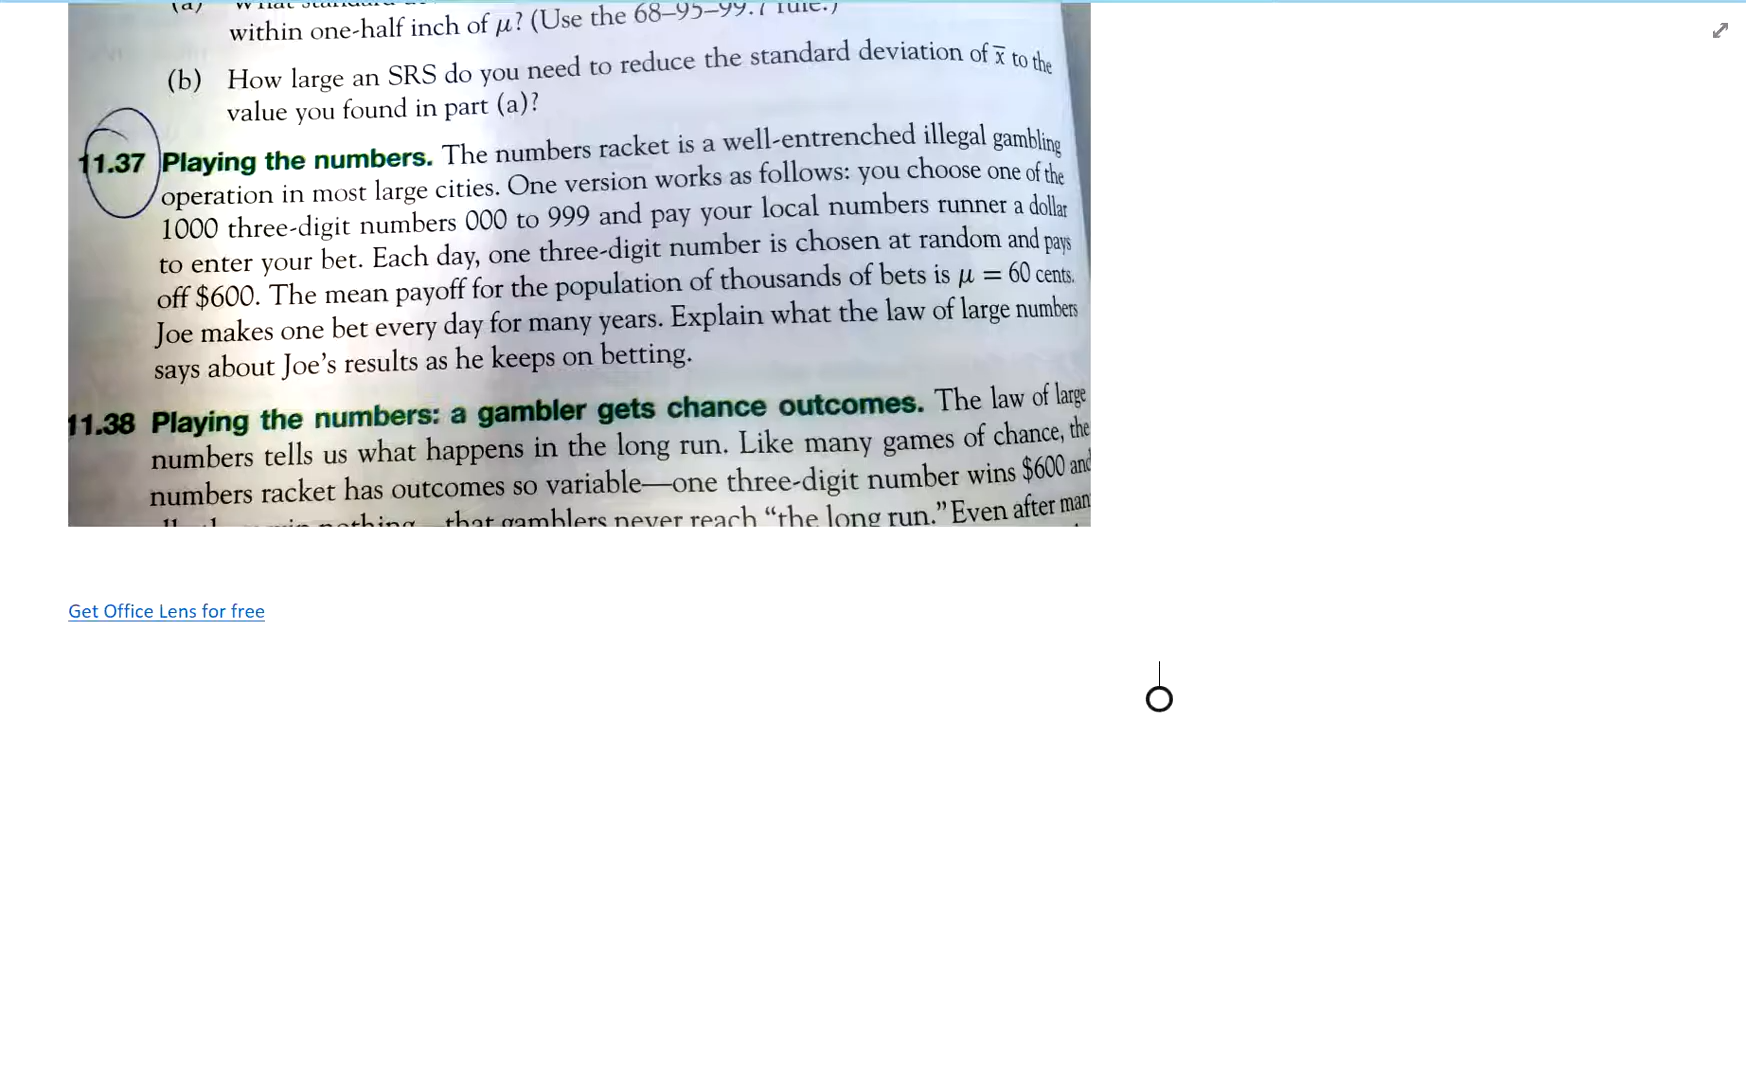 (a) What standard
within one-half inch of μ? (Use the 68–95–99.7 rule.)
(b) How large an SRS do you need to reduce the standard deviation of x̄ to the
value you found in part (a)?
11.37 Playing the numbers. The numbers racket is a well-entrenched illegal gambling
operation in most large cities. One version works as follows: you choose one of the
1000 three-digit numbers 000 to 999 and pay your local numbers runner a dollar
to enter your bet. Each day, one three-digit number is chosen at random and pays
off $600. The mean payoff for the population of thousands of bets is μ = 60 cents.
Joe makes one bet every day for many years. Explain what the law of large numbers
says about Joe's results as he keeps on betting.
11.38 Playing the numbers: a gambler gets chance outcomes. The law of large
numbers tells us what happens in the long run. Like many games of chance, the
numbers racket has outcomes so variable—one three-digit number wins $600 and
nothing—that gamblers never reach “the long run.” Even after man
Get Office Lens for free